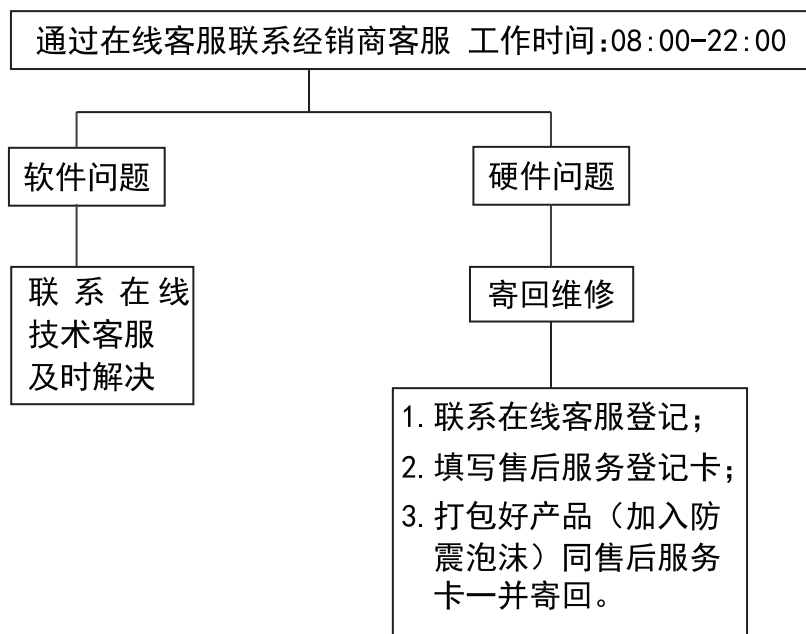 通过在线客服联系经销商客服 工作时间:08:00-22:00
软件问题
硬件问题
联系在线
技术客服
及时解决
寄回维修
1. 联系在线客服登记;
2. 填写售后服务登记卡;
3. 打包好产品（加入防
震泡沫）同售后服务
卡一并寄回。